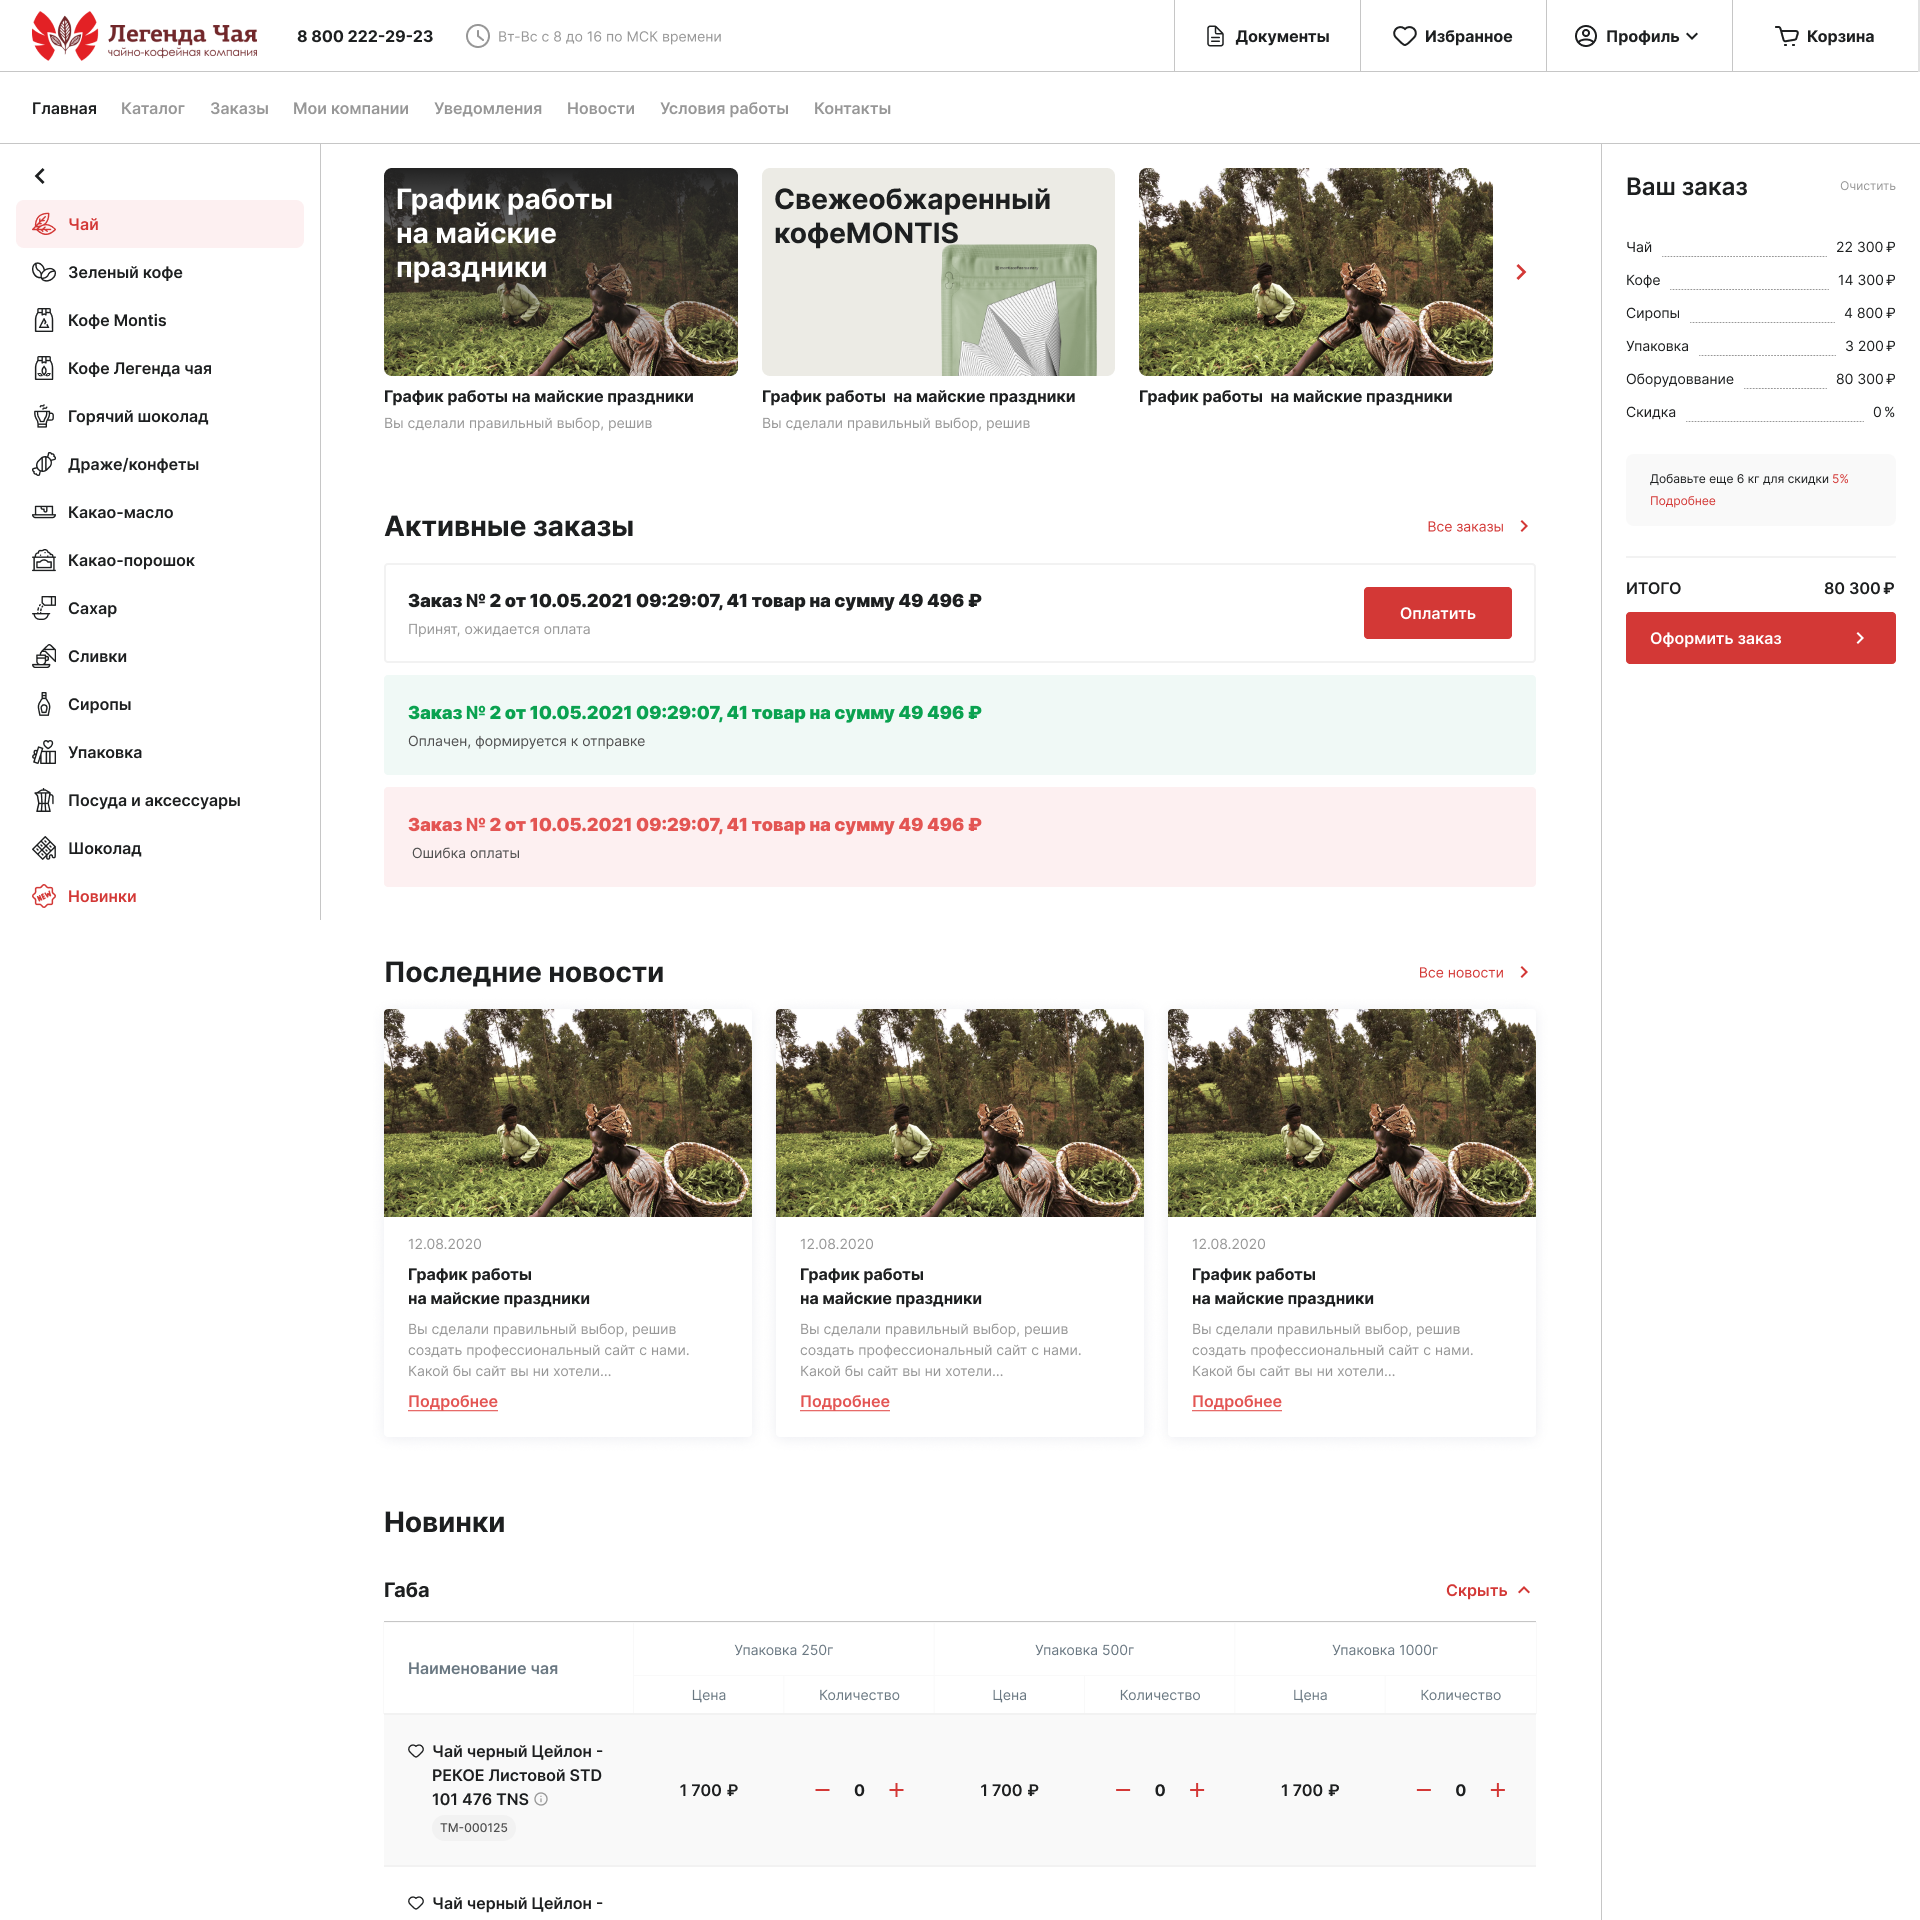 Легенда Чая
чайно-кофейная компания
8 800 222-29-23
Вт-Вс с 8 до 16 по МСК времени
Документы
Избранное
Профиль
Корзина
Главная
Каталог
Заказы
Мои компании
Уведомления
Новости
Условия работы
Контакты
Чай
Зеленый кофе
Кофе Montis
Кофе Легенда чая
Горячий шоколад
Драже/конфеты
Какао-масло
Какао-порошок
Сахар
Сливки
Сиропы
Упаковка
Посуда и аксессуары
Шоколад
NEW
Новинки
График работы
на майские
праздники
График работы на майские праздники
Вы сделали правильный выбор, решив
Свежеобжаренный
кофеMONTIS
График работы  на майские праздники
Вы сделали правильный выбор, решив
График работы  на майские праздники
Активные заказы
Все заказы
Заказ № 2 от 10.05.2021 09:29:07, 41 товар на сумму 49 496 ₽
Принят, ожидается оплата
Оплатить
Заказ № 2 от 10.05.2021 09:29:07, 41 товар на сумму 49 496 ₽
Оплачен, формируется к отправке
Заказ № 2 от 10.05.2021 09:29:07, 41 товар на сумму 49 496 ₽
Ошибка оплаты
Последние новости
Все новости
12.08.2020
График работы
на майские праздники
Вы сделали правильный выбор, решив
создать профессиональный сайт с нами.
Какой бы сайт вы ни хотели...
Подробнее
12.08.2020
График работы
на майские праздники
Вы сделали правильный выбор, решив
создать профессиональный сайт с нами.
Какой бы сайт вы ни хотели...
Подробнее
12.08.2020
График работы
на майские праздники
Вы сделали правильный выбор, решив
создать профессиональный сайт с нами.
Какой бы сайт вы ни хотели...
Подробнее
Новинки
Габа
Скрыть
Наименование чая
Упаковка 250г
Упаковка 500г
Упаковка 1000г
Цена
Количество
Цена
Количество
Цена
Количество
Чай черный Цейлон -
PEKOE Листовой STD
101 476 TNS
ТМ-000125
1 700 ₽
0
1 700 ₽
0
1 700 ₽
0
Чай черный Цейлон -
Ваш заказ
Очистить
Чай 22 300 ₽
Кофе 14 300 ₽
Сиропы 4 800 ₽
Упаковка 3 200 ₽
Оборудоввание 80 300 ₽
Скидка 0 %
Добавьте еще 6 кг для скидки 5%
Подробнее
ИТОГО 80 300 ₽
Оформить заказ